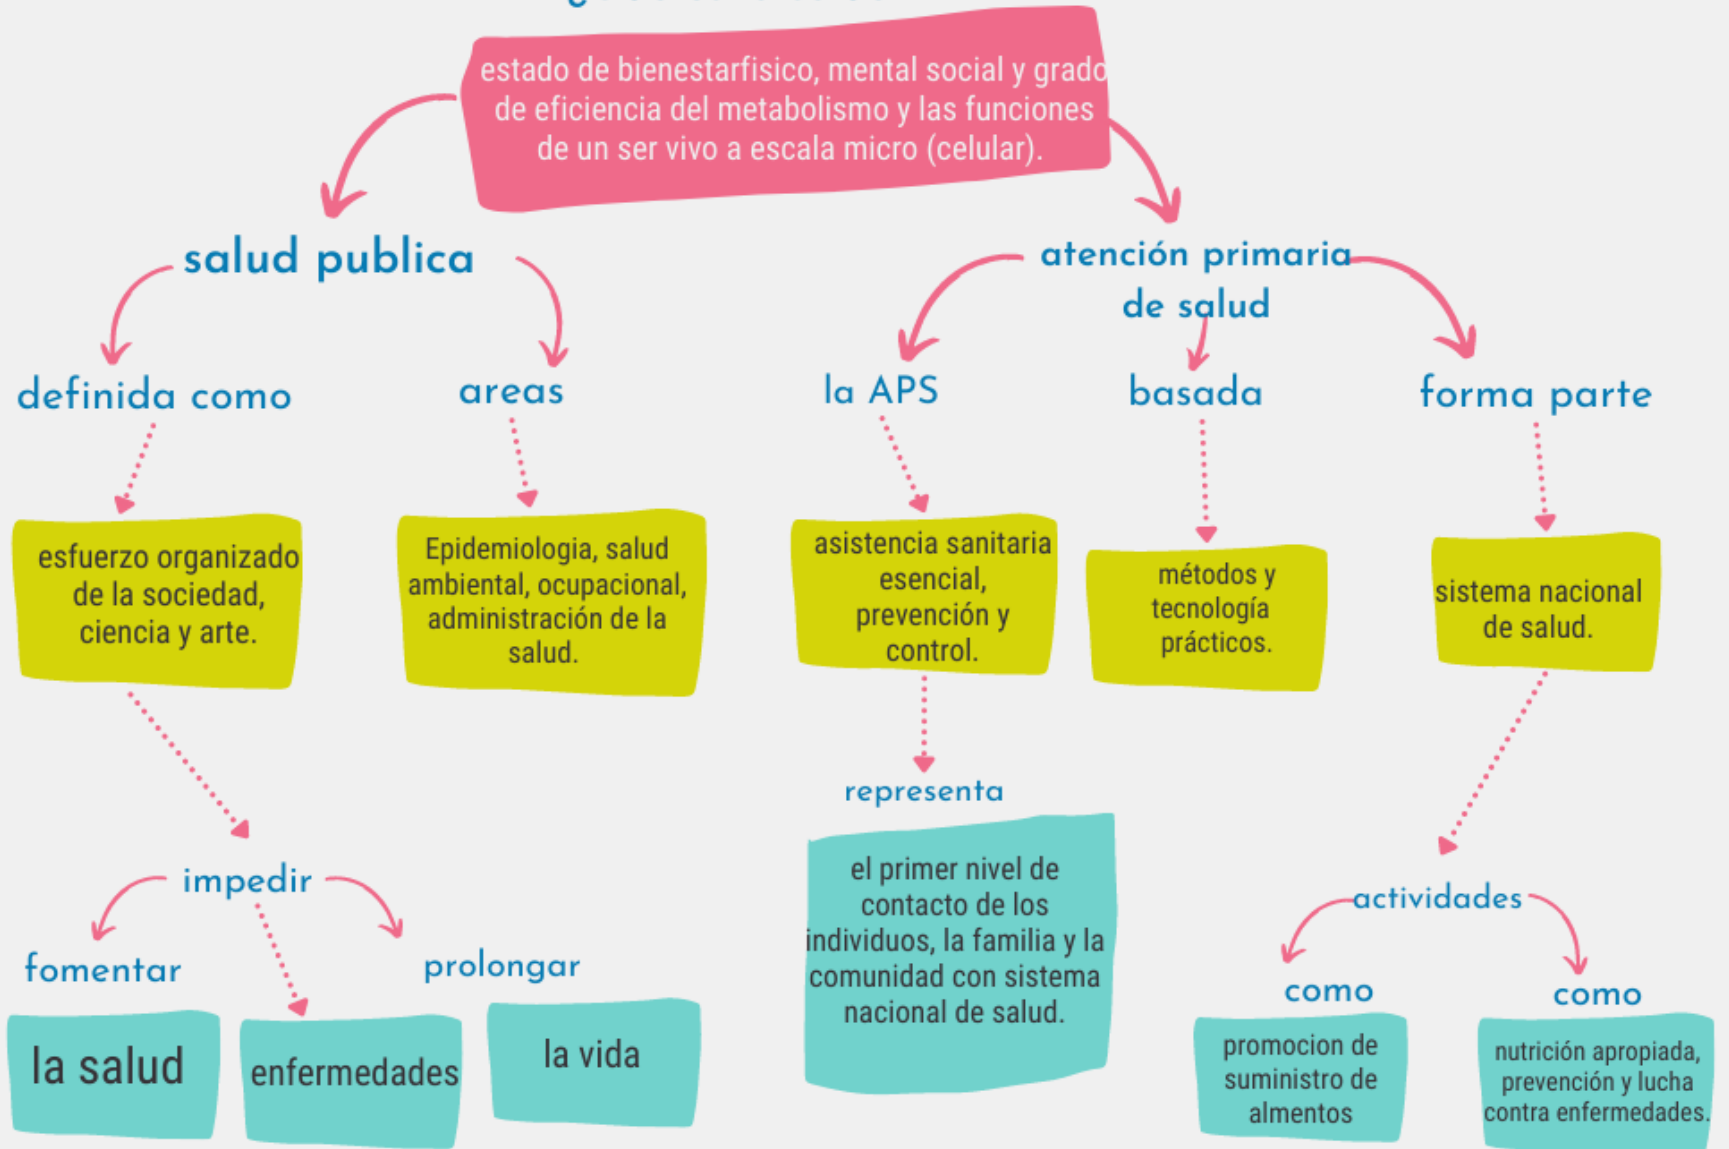 estado de bienestarfisico, mental social y grado
de eficiencia del metabolismo y las funciones
de un ser vivo a escala micro (celular).
salud publica
atención primaria
de salud
definida como
areas
la APS
basada
forma parte
esfuerzo organizado
de la sociedad,
ciencia y arte.
Epidemiologia, salud
ambiental, ocupacional,
administración de la
salud.
asistencia sanitaria
esencial,
prevención y
control.
métodos y
tecnología
prácticos.
sistema nacional
de salud.
representa
el primer nivel de
contacto de los
individuos, la familia y la
comunidad con sistema
nacional de salud.
impedir
fomentar
prolongar
la salud
enfermedades
la vida
actividades
como
como
promocion de
suministro de
almentos
nutrición apropiada,
prevención y lucha
contra enfermedades.